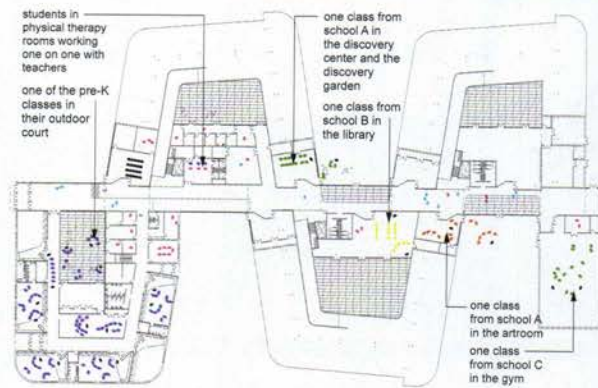 students in
physical therapy
rooms working
one on one with
teachers
one of the pre-K
classes in
their outdoor
court
one class from
school A in
the discovery
center and the
discovery
garden
one class from
school B in
the library
one class
from school A
in the artroom
one class
from school C
in the gym